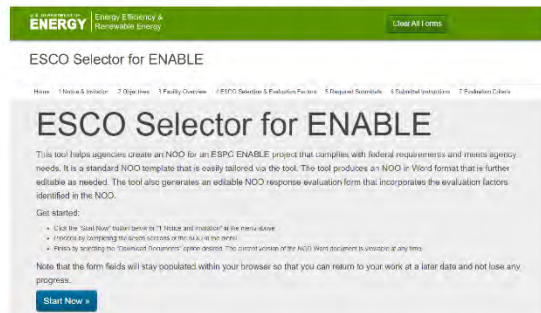 U.S. DEPARTMENT OF
ENERGY
Energy Efficiency &
Renewable Energy
Clear All Forms
ESCO Selector for ENABLE
Home 1 Notice & Invitation 2 Objectives 3 Facility Overview 4 ESCO Selection & Evaluation Factors 5 Required Submittals 6 Submittal Instructions 7 Evaluation Criteria
ESCO Selector for ENABLE
This tool helps agencies create an NOO for an ESPC ENABLE project that complies with federal requirements and meets agency
needs. It is a standard NOO template that is easily tailored via the tool. The tool produces an NOO in Word format that is further
editable as needed. The tool also generates an editable NOO response evaluation form that incorporates the evaluation factors
identified in the NOO.
Get started:
• Click the "Start Now" button below or "1 Notice and Invitation" in the menu above
• Proceed by completing the sections of the NOO in the menu
• Finish by selecting the "Download Documents" option desired. The current version of the NOO Word document is viewable at any time.
Note that the form fields will stay populated within your browser so that you can return to your work at a later date and not lose any
progress.
Start Now »